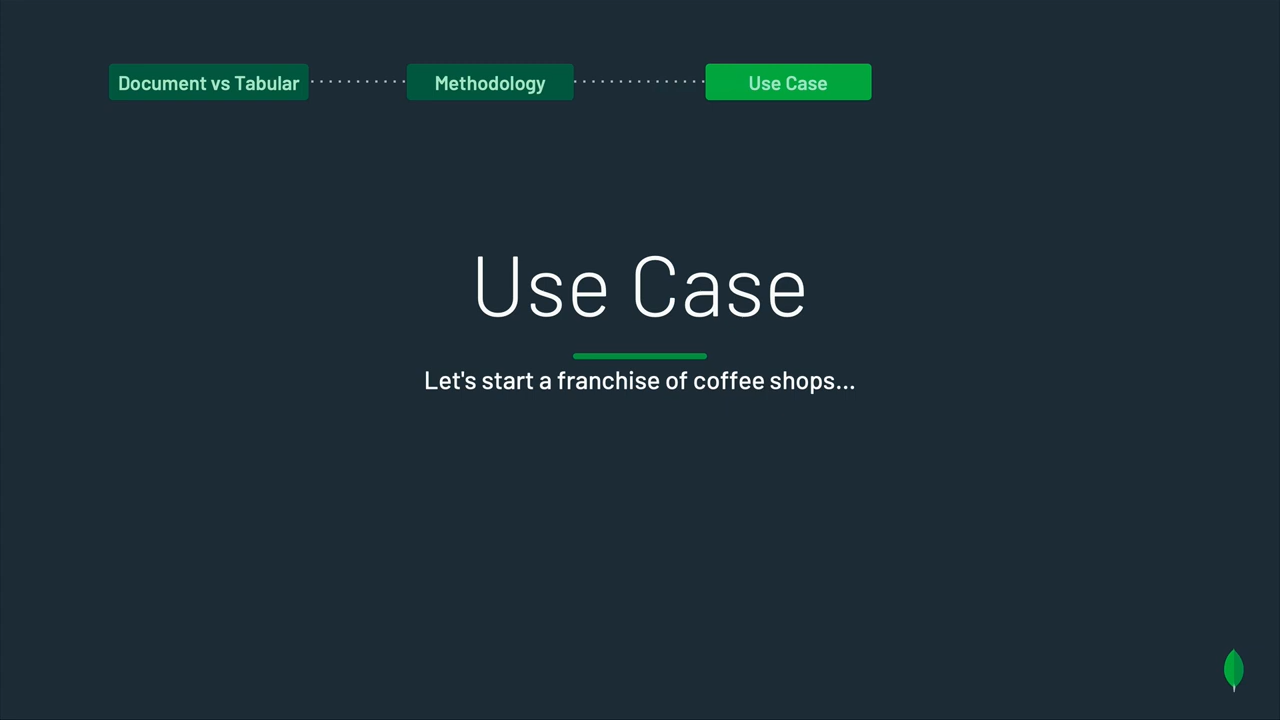 Document vs Tabular
Methodology
Use Case
Use Case
Let's start a franchise of coffee shops...